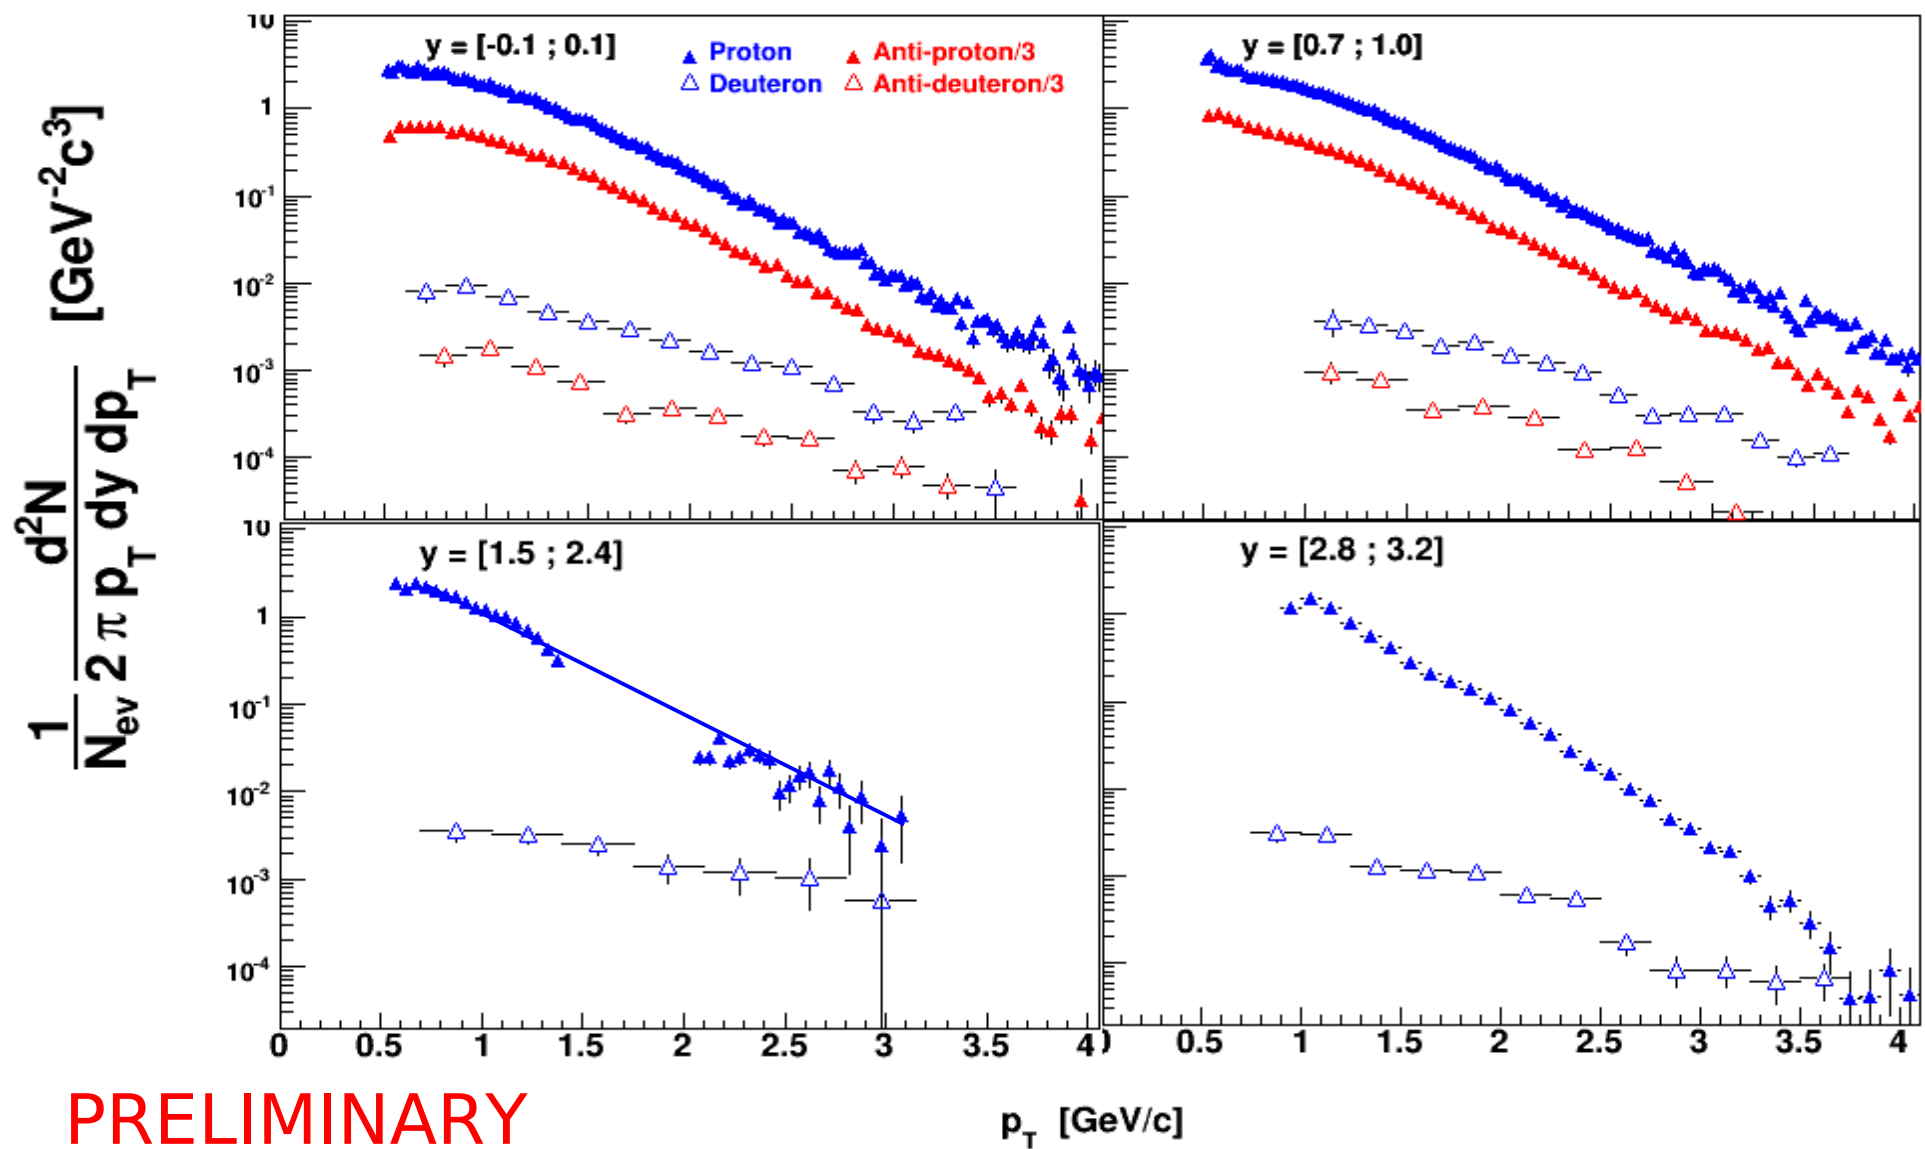 1/N_ev d²N/2 π p_T dy dp_T [GeV⁻²c³]
y = [-0.1 ; 0.1]
Proton
Anti-proton/3
Deuteron
Anti-deuteron/3
10
1
10⁻¹
10⁻²
10⁻³
10⁻⁴
y = [0.7 ; 1.0]
y = [1.5 ; 2.4]
10
1
10⁻¹
10⁻²
10⁻³
10⁻⁴
y = [2.8 ; 3.2]
0 0.5 1 1.5 2 2.5 3 3.5 4
0.5 1 1.5 2 2.5 3 3.5 4
p_T [GeV/c]
PRELIMINARY